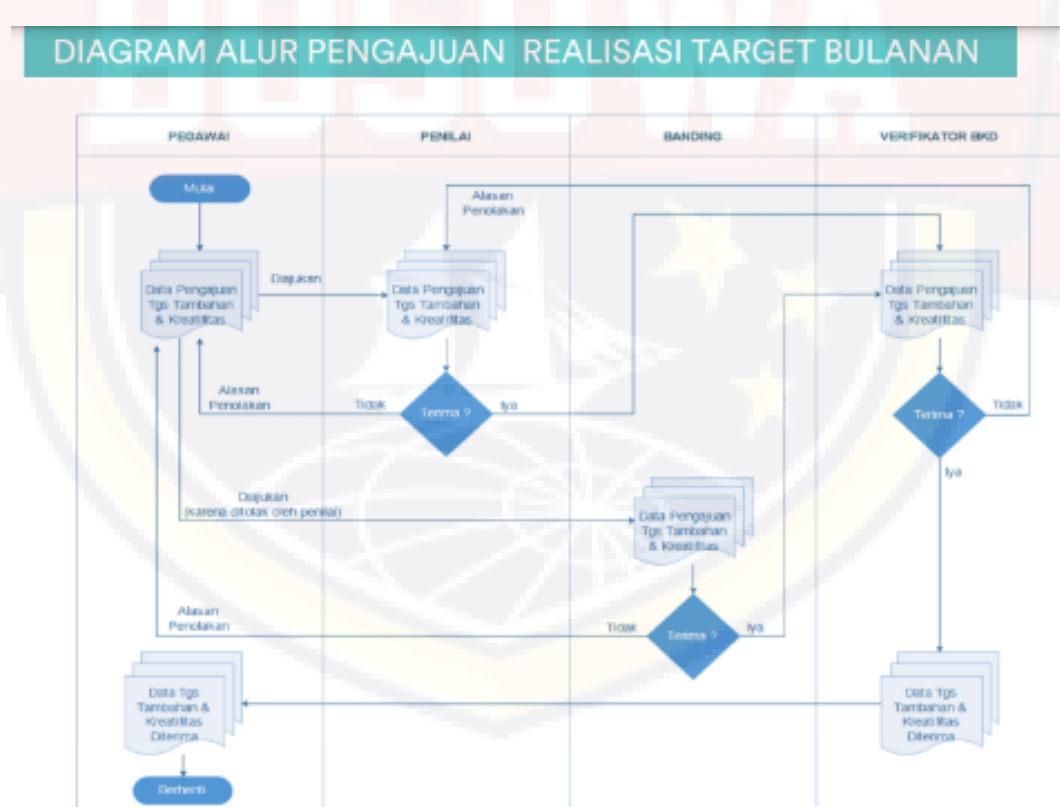 DIAGRAM ALUR PENGAJUAN REALISASI TARGET BULANAN
PEGAWAI
PENILAI
BANDING
VERIFIKATOR BKD
Mulai
Alasan
Penolakan
Data Pengajuan
Tgs Tambahan
& Kreatifitas
Diajukan
Data Pengajuan
Tgs Tambahan
& Kreatifitas
Data Pengajuan
Tgs Tambahan
& Kreatifitas
Alasan
Penolakan
Tidak
Terima ?
Iya
Terima ?
Tidak
Iya
Diajukan
(karena ditolak oleh penilai)
Data Pengajuan
Tgs Tambahan
& Kreatifitas
Alasan
Penolakan
Tidak
Terima ?
Iya
Data Tgs
Tambahan &
Kreatifitas
Diterima
Data Tgs
Tambahan &
Kreatifitas
Diterima
Berhenti